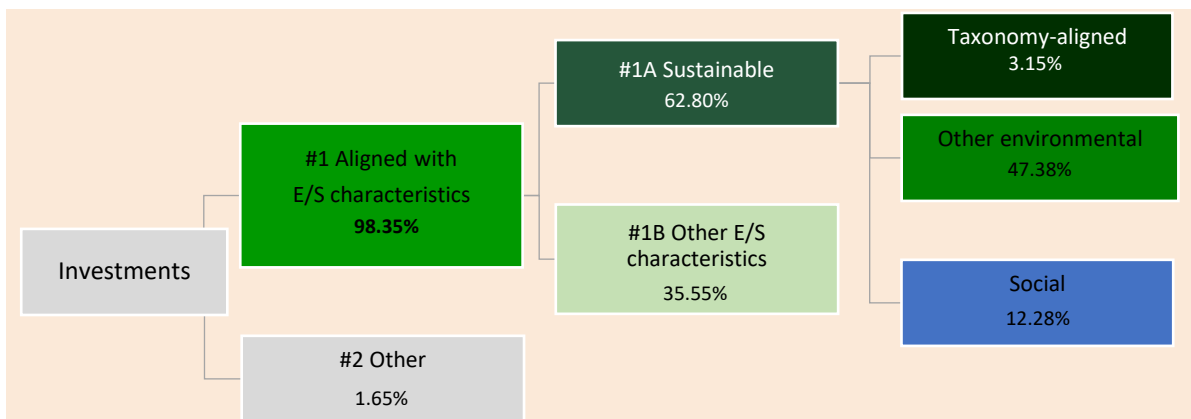 Investments
#1 Aligned with
E/S characteristics
98.35%
#2 Other
1.65%
#1A Sustainable
62.80%
#1B Other E/S
characteristics
35.55%
Taxonomy-aligned
3.15%
Other environmental
47.38%
Social
12.28%